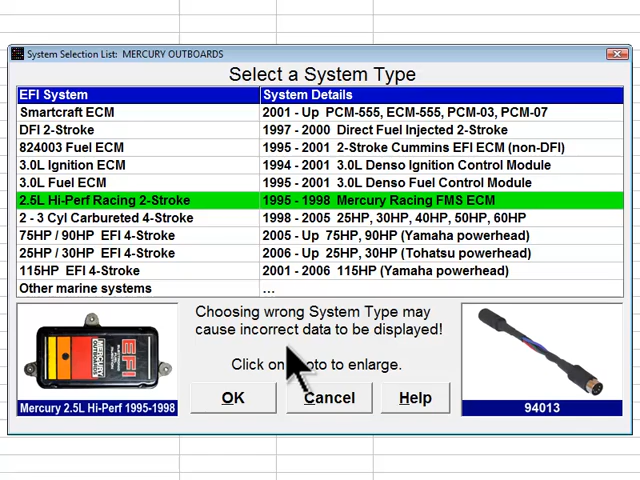 System Selection List: MERCURY OUTBOARDS
Select a System Type
EFI System System Details
Smartcraft ECM 2001 - Up PCM-555, ECM-555, PCM-03, PCM-07
DFI 2-Stroke 1997 - 2000 Direct Fuel Injected 2-Stroke
824003 Fuel ECM 1995 - 2001 2-Stroke Cummins EFI ECM (non-DFI)
3.0L Ignition ECM 1994 - 2001 3.0L Denso Ignition Control Module
3.0L Fuel ECM 1995 - 2001 3.0L Denso Fuel Control Module
2.5L Hi-Perf Racing 2-Stroke 1995 - 1998 Mercury Racing FMS ECM
2 - 3 Cyl Carbureted 4-Stroke 1998 - 2005 25HP, 30HP, 40HP, 50HP, 60HP
75HP / 90HP EFI 4-Stroke 2005 - Up 75HP, 90HP (Yamaha powerhead)
25HP / 30HP EFI 4-Stroke 2006 - Up 25HP, 30HP (Tohatsu powerhead)
115HP EFI 4-Stroke 2001 - 2006 115HP (Yamaha powerhead)
Other marine systems ...
Choosing wrong System Type may
cause incorrect data to be displayed!
Click on photo to enlarge.
OK Cancel Help
EFI
MERCURY
OUTBOARDS
Mercury 2.5L Hi-Perf 1995-1998
94013